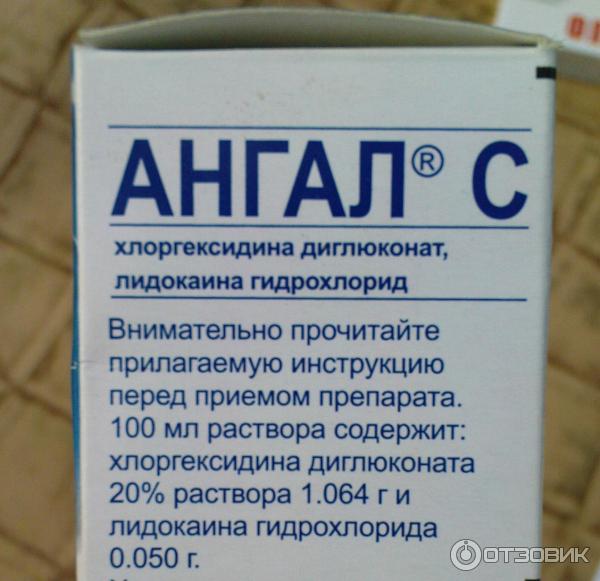 АНГАЛ® С
хлоргексидина диглюконат,
лидокаина гидрохлорид
Внимательно прочитайте
прилагаемую инструкцию
перед приемом препарата.
100 мл раствора содержит:
хлоргексидина диглюконата
20% раствора 1.064 г и
лидокаина гидрохлорида
0.050 г.
ОТЗОВИК